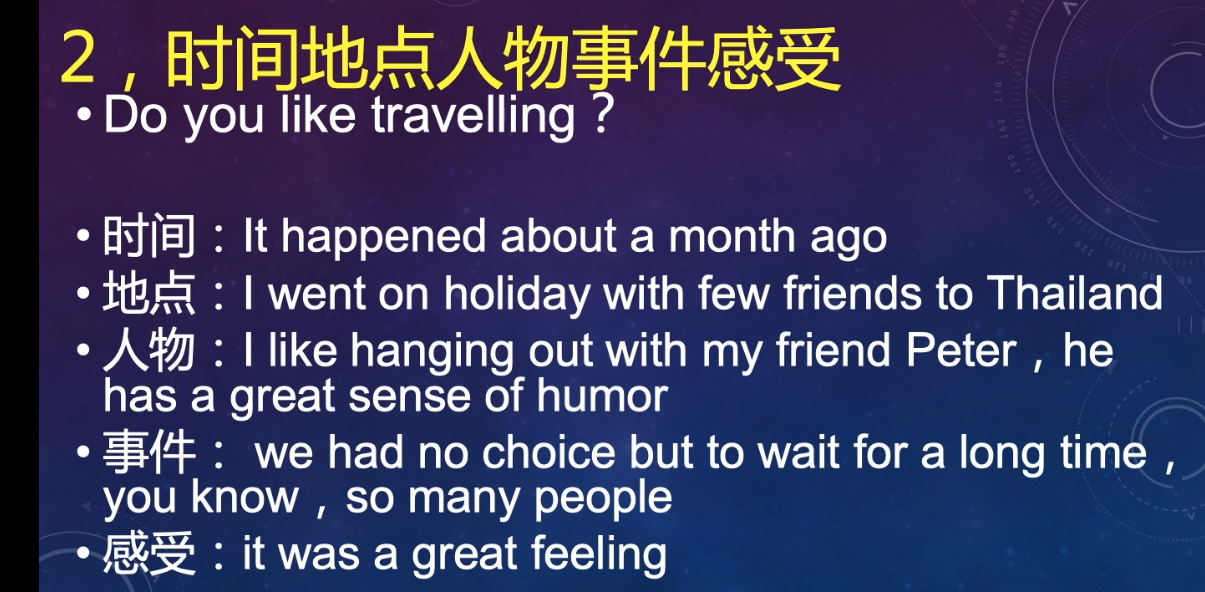 2，时间地点人物事件感受
• Do you like travelling？
• 时间：It happened about a month ago
• 地点：I went on holiday with few friends to Thailand
• 人物：I like hanging out with my friend Peter，he
has a great sense of humor
• 事件： we had no choice but to wait for a long time，
you know，so many people
• 感受：it was a great feeling